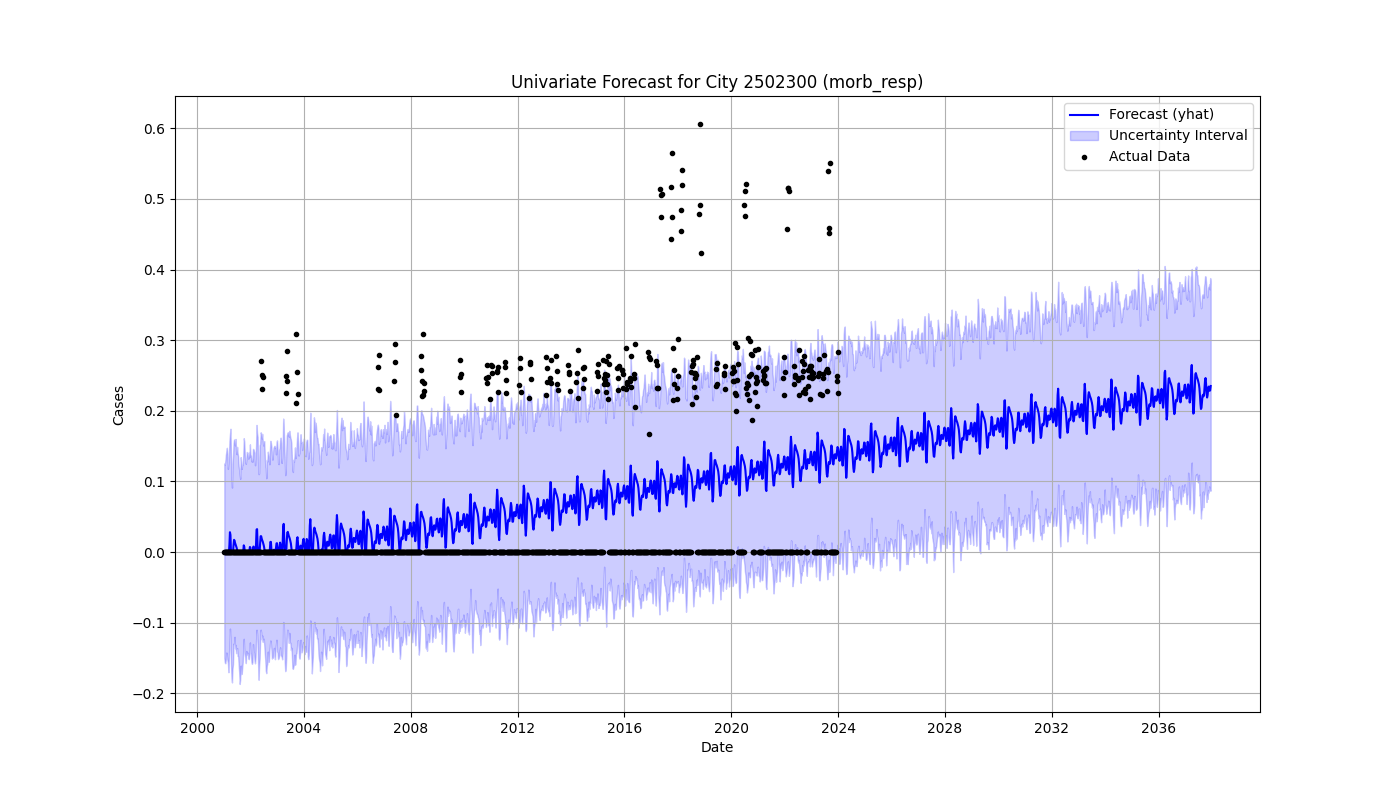 Univariate Forecast for City 2502300 (morb_resp)
Forecast (yhat)
Uncertainty Interval
Actual Data
0.6
0.5
0.4
0.3
0.2
0.1
0.0
−0.1
−0.2
Cases
2000 2004 2008 2012 2016 2020 2024 2028 2032 2036
Date